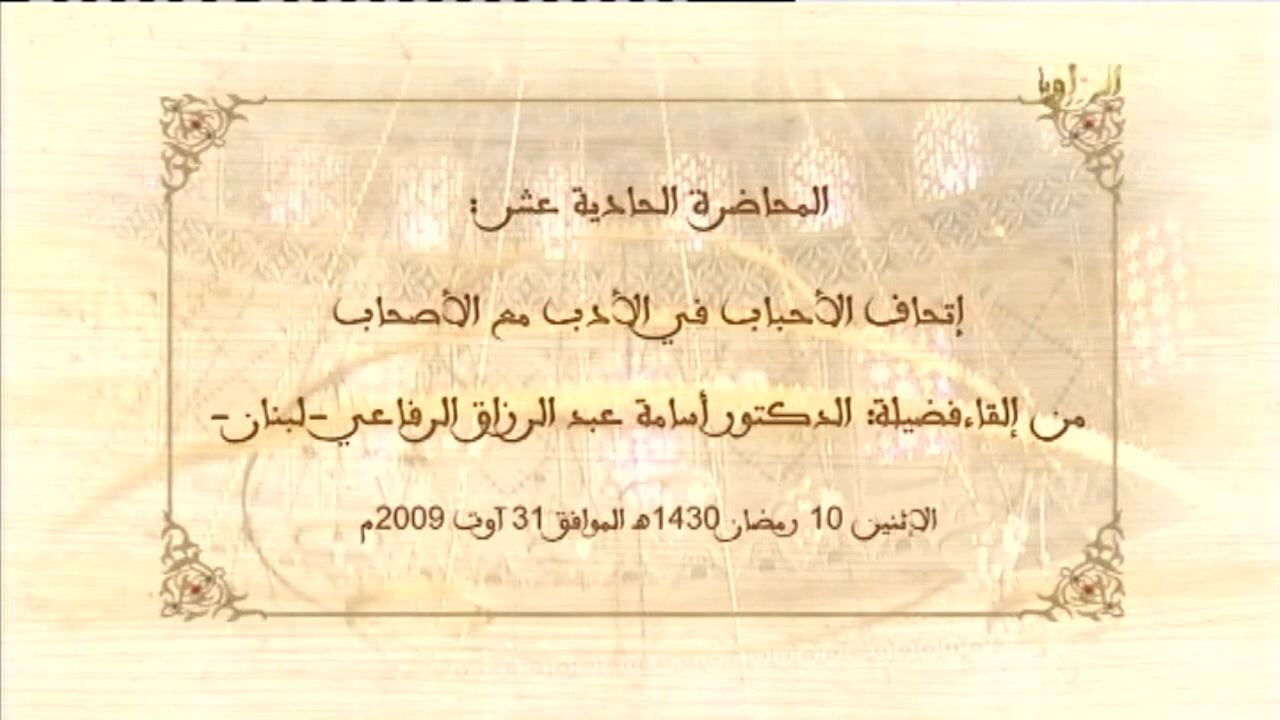 الزاويا
المحاضرة الحادية عشر:
إتحاف الأحباب في الأدب مع الأصحاب
من إلقاء فضيلة: الدكتور أسامة عبد الرزاق الرفاعي -لبنان-
الإثنين 10 رمضان 1430هـ الموافق 31 آوت 2009م